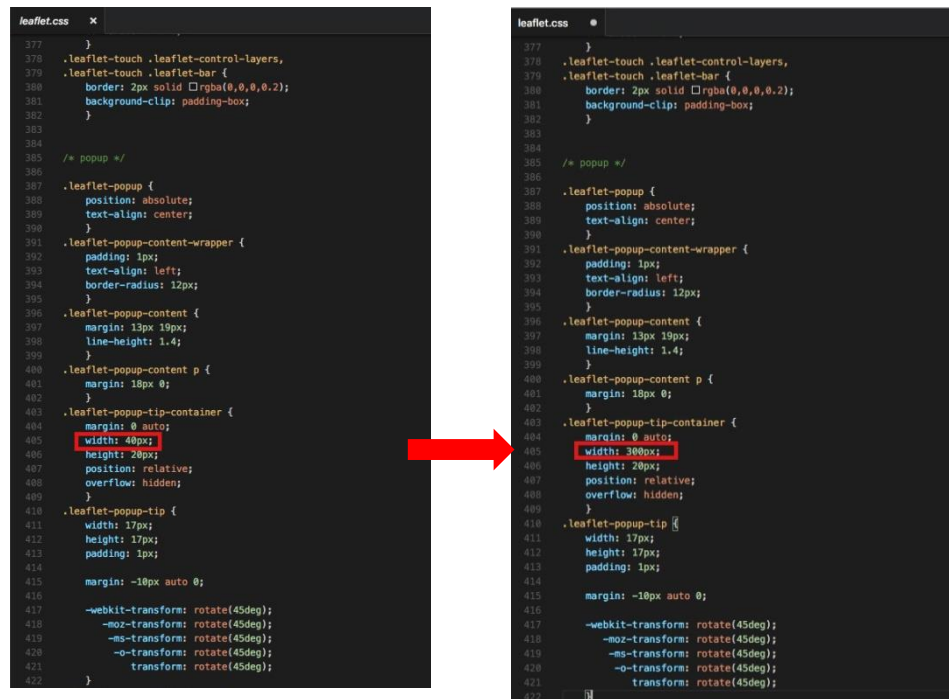 leaflet.css ×
377 }
378 .leaflet-touch .leaflet-control-layers,
379 .leaflet-touch .leaflet-bar {
380 border: 2px solid rgba(0,0,0,0.2);
381 background-clip: padding-box;
382 }
383
384
385 /* popup */
386
387 .leaflet-popup {
388 position: absolute;
389 text-align: center;
390 }
391 .leaflet-popup-content-wrapper {
392 padding: 1px;
393 text-align: left;
394 border-radius: 12px;
395 }
396 .leaflet-popup-content {
397 margin: 13px 19px;
398 line-height: 1.4;
399 }
400 .leaflet-popup-content p {
401 margin: 18px 0;
402 }
403 .leaflet-popup-tip-container {
404 margin: 0 auto;
405 width: 40px;
406 height: 20px;
407 position: relative;
408 overflow: hidden;
409 }
410 .leaflet-popup-tip {
411 width: 17px;
412 height: 17px;
413 padding: 1px;
414
415 margin: -10px auto 0;
416
417 -webkit-transform: rotate(45deg);
418 -moz-transform: rotate(45deg);
419 -ms-transform: rotate(45deg);
420 -o-transform: rotate(45deg);
421 transform: rotate(45deg);
422 }
leaflet.css ●
377 }
378 .leaflet-touch .leaflet-control-layers,
379 .leaflet-touch .leaflet-bar {
380 border: 2px solid rgba(0,0,0,0.2);
381 background-clip: padding-box;
382 }
383
384
385 /* popup */
386
387 .leaflet-popup {
388 position: absolute;
389 text-align: center;
390 }
391 .leaflet-popup-content-wrapper {
392 padding: 1px;
393 text-align: left;
394 border-radius: 12px;
395 }
396 .leaflet-popup-content {
397 margin: 13px 19px;
398 line-height: 1.4;
399 }
400 .leaflet-popup-content p {
401 margin: 18px 0;
402 }
403 .leaflet-popup-tip-container {
404 margin: 0 auto;
405 width: 300px;
406 height: 20px;
407 position: relative;
408 overflow: hidden;
409 }
410 .leaflet-popup-tip {
411 width: 17px;
412 height: 17px;
413 padding: 1px;
414
415 margin: -10px auto 0;
416
417 -webkit-transform: rotate(45deg);
418 -moz-transform: rotate(45deg);
419 -ms-transform: rotate(45deg);
420 -o-transform: rotate(45deg);
421 transform: rotate(45deg);
422 }